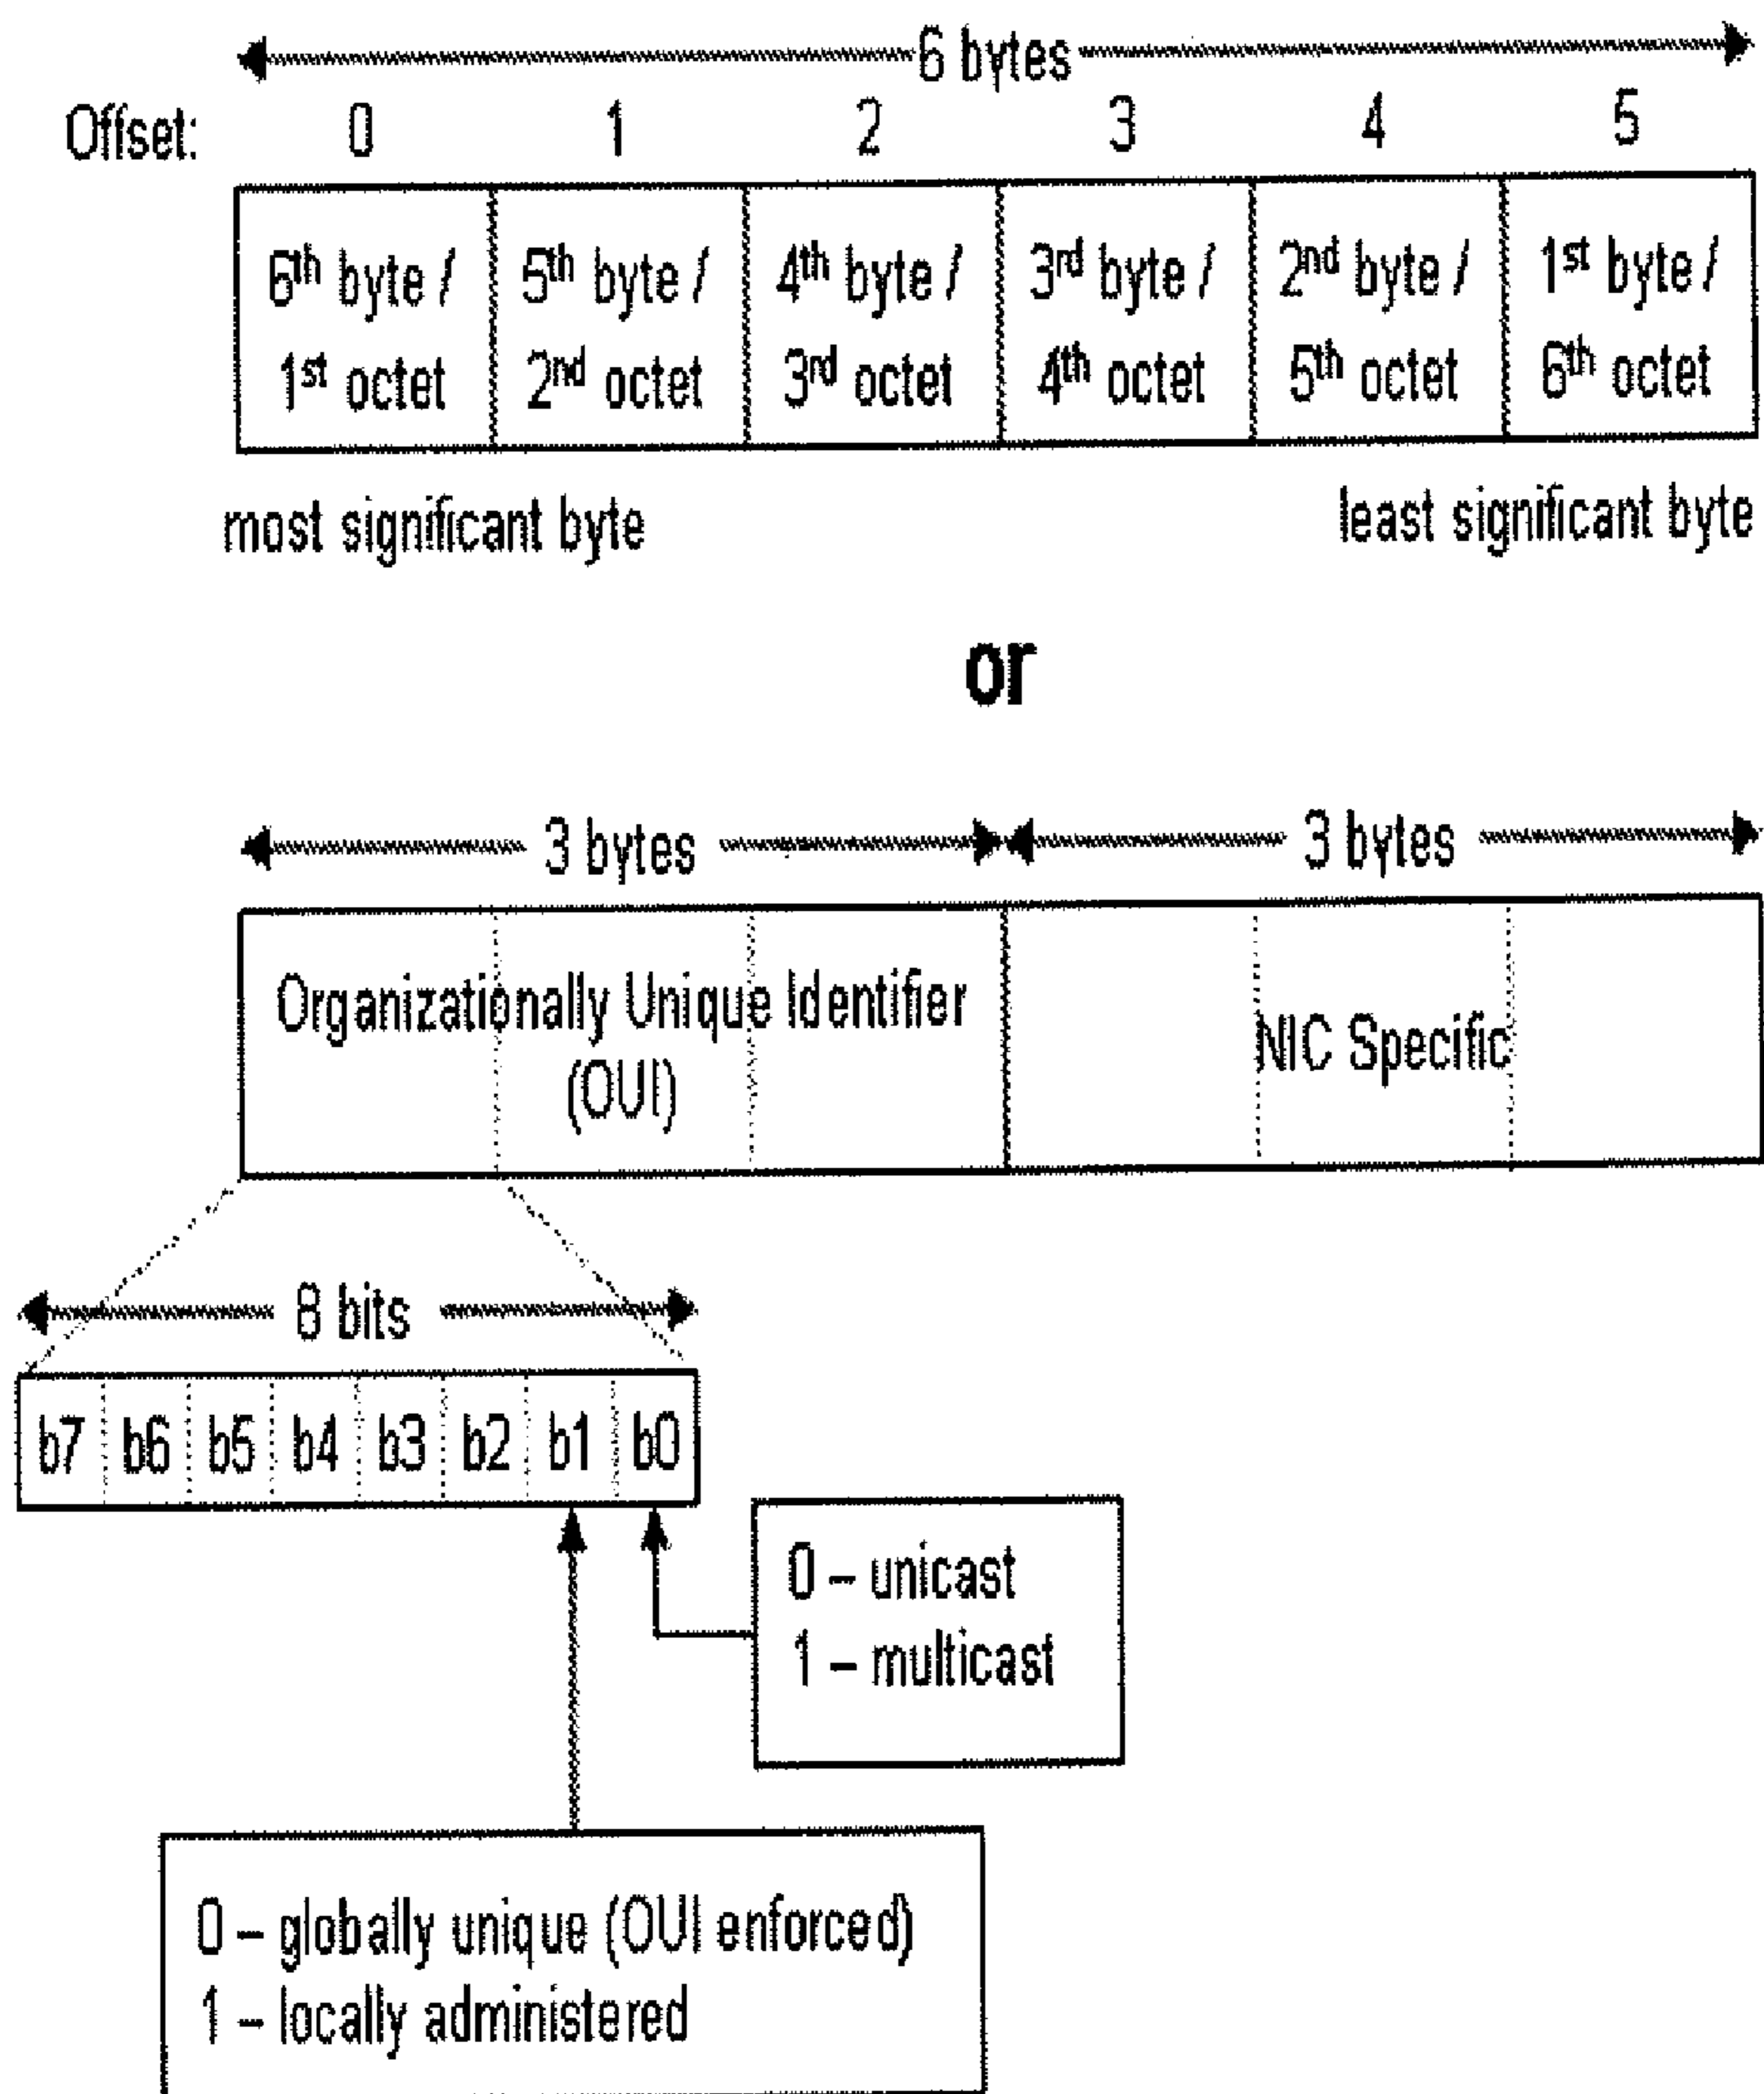 6 bytes
Offset: 0 1 2 3 4 5
6th byte / 5th byte / 4th byte / 3rd byte / 2nd byte / 1st byte /
1st octet 2nd octet 3rd octet 4th octet 5th octet 6th octet
most significant byte least significant byte
or
3 bytes 3 bytes
Organizationally Unique Identifier
(OUI)
NIC Specific
8 bits
b7 b6 b5 b4 b3 b2 b1 b0
0 – unicast
1 – multicast
0 – globally unique (OUI enforced)
1 – locally administered